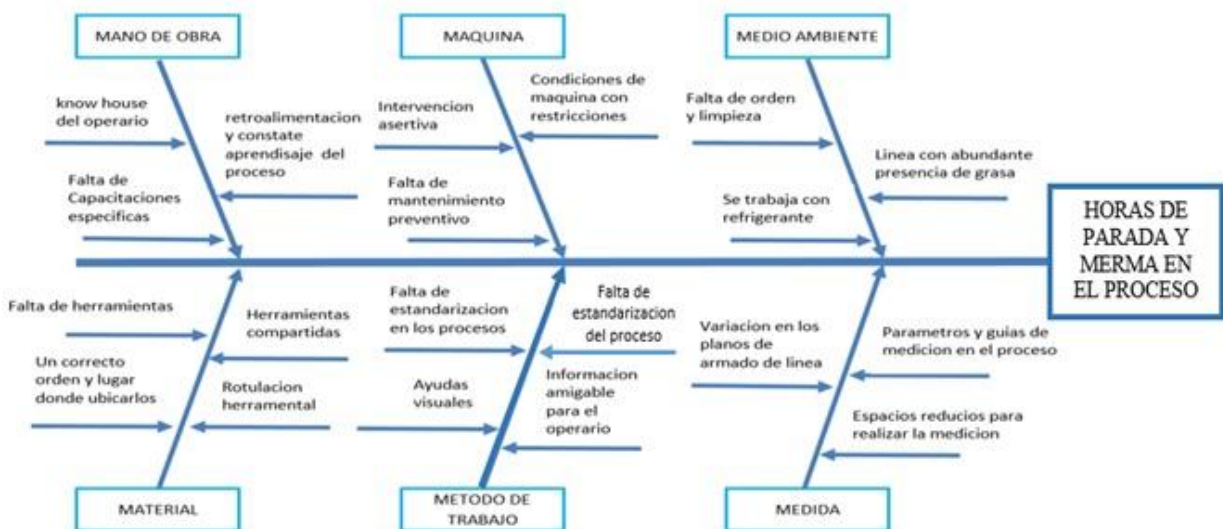 MANO DE OBRA
MAQUINA
MEDIO AMBIENTE
know house
del operario
retroalimentacion
y constate
aprendisaje del
proceso
Falta de
Capacitaciones
especificas
Intervencion
asertiva
Condiciones de
maquina con
restricciones
Falta de
mantenimiento
preventivo
Falta de orden
y limpieza
Linea con abundante
presencia de grasa
Se trabaja con
refrigerante
HORAS DE
PARADA Y
MERMA EN
EL PROCESO
Falta de herramientas
Herramientas
compartidas
Un correcto
orden y lugar
donde ubicarlos
Rotulacion
herramental
Falta de
estandarizacion
en los procesos
Falta de
estandarizacion
del proceso
Ayudas
visuales
Informacion
amigable
para el
operario
Variacion en los
planos de
armado de linea
Parametros y guias de
medicion en el proceso
Espacios reducios para
realizar la medicion
MATERIAL
METODO DE
TRABAJO
MEDIDA